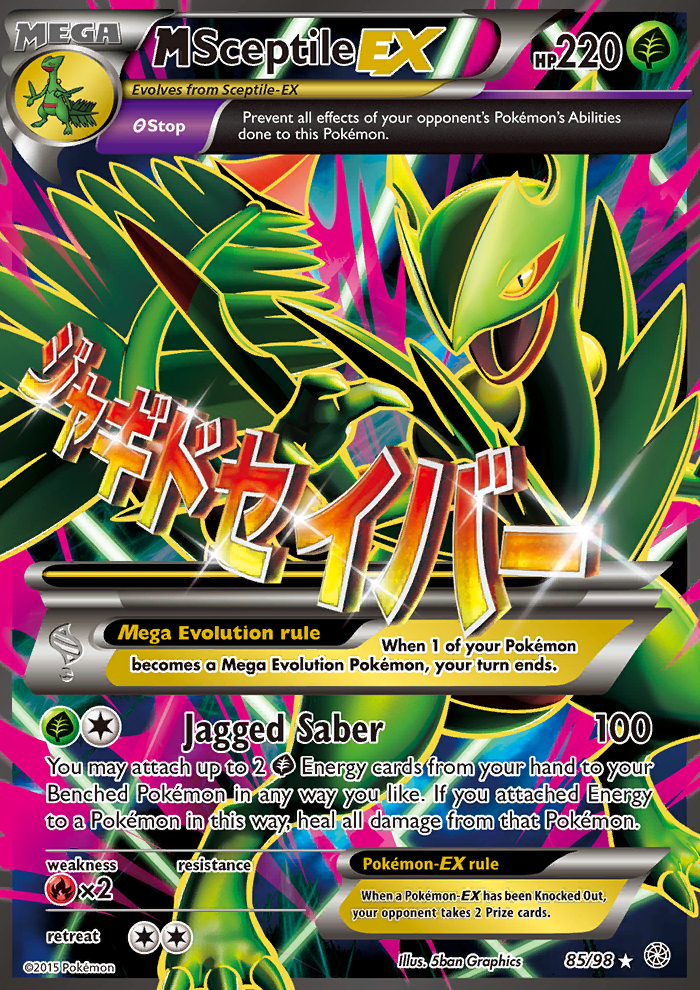 MEGA
MSceptile EX
HP220
Evolves from Sceptile-EX
θStop
Prevent all effects of your opponent's Pokémon's Abilities
done to this Pokémon.
ジャギドセイバー
Mega Evolution rule
When 1 of your Pokémon
becomes a Mega Evolution Pokémon, your turn ends.
Jagged Saber 100
You may attach up to 2 Energy cards from your hand to your
Benched Pokémon in any way you like. If you attached Energy
to a Pokémon in this way, heal all damage from that Pokémon.
weakness resistance
×2
Pokémon-EX rule
When a Pokémon-EX has been Knocked Out,
your opponent takes 2 Prize cards.
retreat
©2015 Pokémon
Illus. 5ban Graphics
85/98 ★